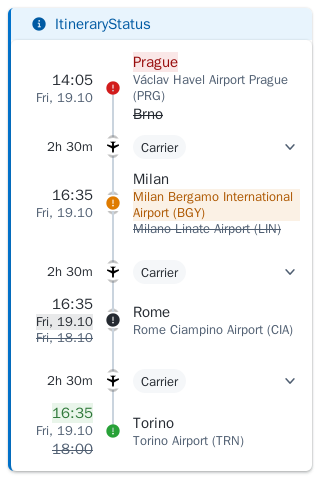 ItineraryStatus
14:05
Fri, 19.10
Prague
Václav Havel Airport Prague
(PRG)
Brno
2h 30m
Carrier
16:35
Fri, 19.10
Milan
Milan Bergamo International
Airport (BGY)
Milano Linate Airport (LIN)
2h 30m
Carrier
16:35
Fri, 19.10
Fri, 18.10
Rome
Rome Ciampino Airport (CIA)
2h 30m
Carrier
16:35
Fri, 19.10
18:00
Torino
Torino Airport (TRN)